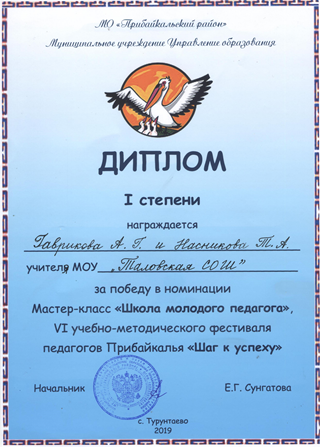 МО «Прибайкальский район»
Муниципальное учреждение Управление образования
ДИПЛОМ
I степени
награждается
Гаврикова А.Г. и Насникова Т.А.
учителя МОУ „Таловская СОШ"
за победу в номинации
Мастер-класс «Школа молодого педагога»,
VI учебно-методического фестиваля
педагогов Прибайкалья «Шаг к успеху»
Начальник Е.Г. Сунгатова
с. Турунтаево
2019